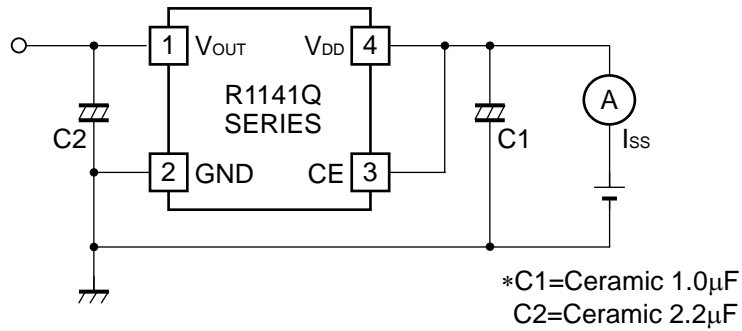 1 VOUT VDD 4
R1141Q
SERIES
A
C2 C1
ISS
2 GND CE 3
*C1=Ceramic 1.0μF
C2=Ceramic 2.2μF